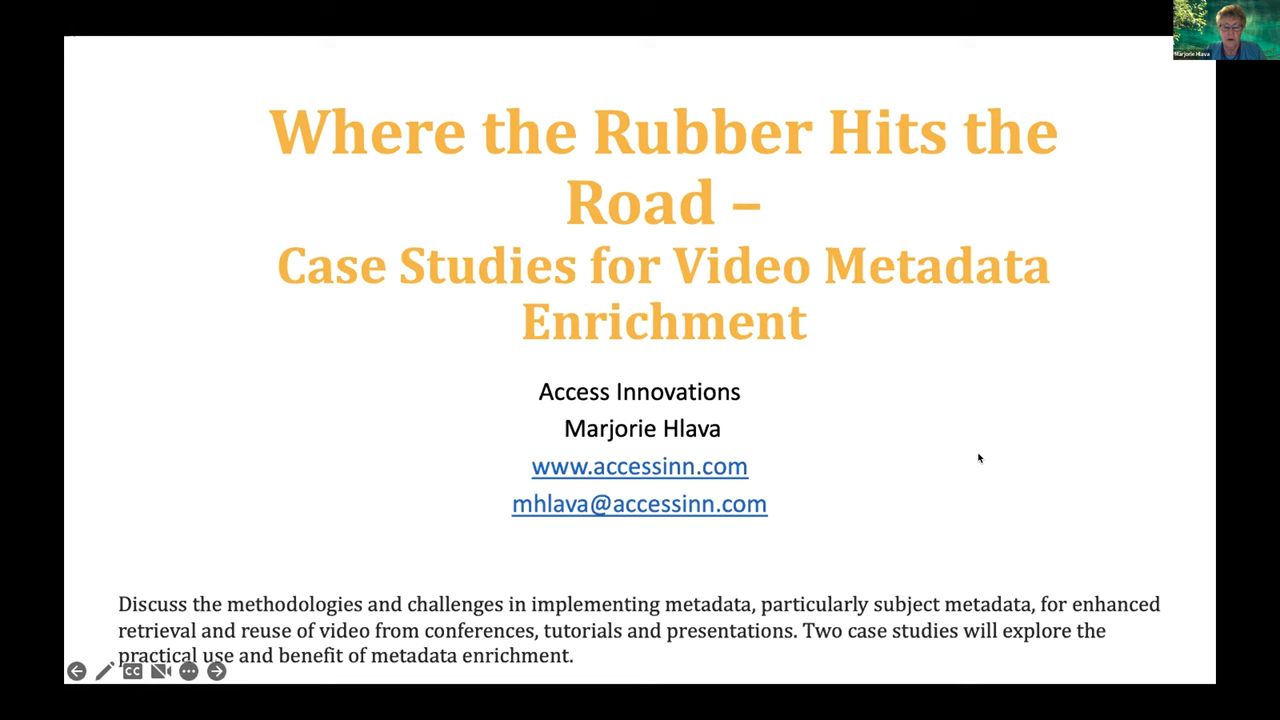 Marjorie Hlava
Where the Rubber Hits the
Road –
Case Studies for Video Metadata
Enrichment
Access Innovations
Marjorie Hlava
www.accessinn.com
mhlava@accessinn.com
Discuss the methodologies and challenges in implementing metadata, particularly subject metadata, for enhanced
retrieval and reuse of video from conferences, tutorials and presentations. Two case studies will explore the
practical use and benefit of metadata enrichment.
CC